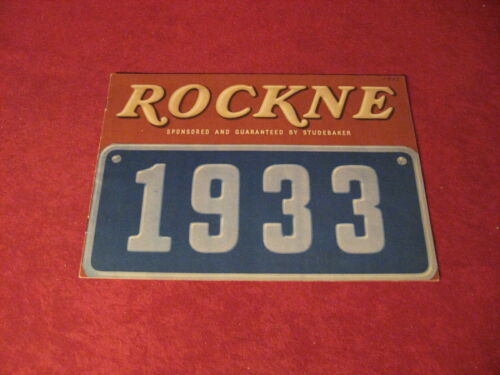 ROCKNE
SPONSORED AND GUARANTEED BY STUDEBAKER
1933